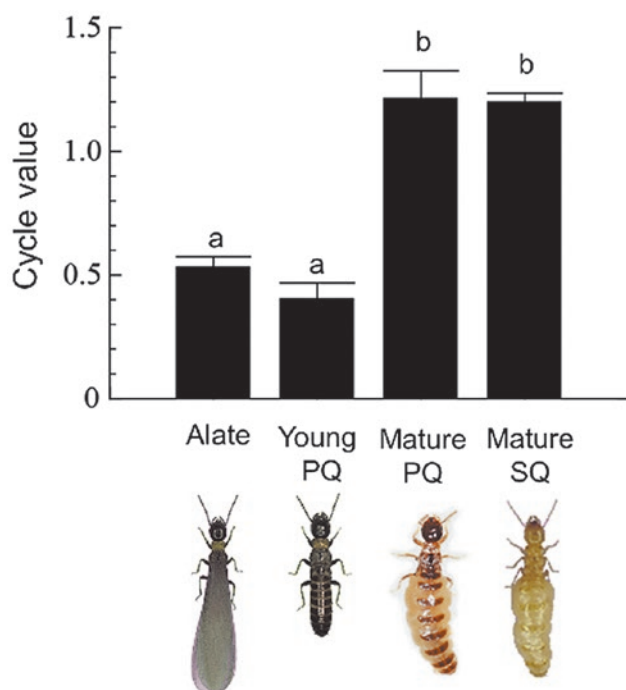 Cycle value
1.5
1.0
0.5
0
a
a
b
b
Alate
Young
PQ
Mature
PQ
Mature
SQ